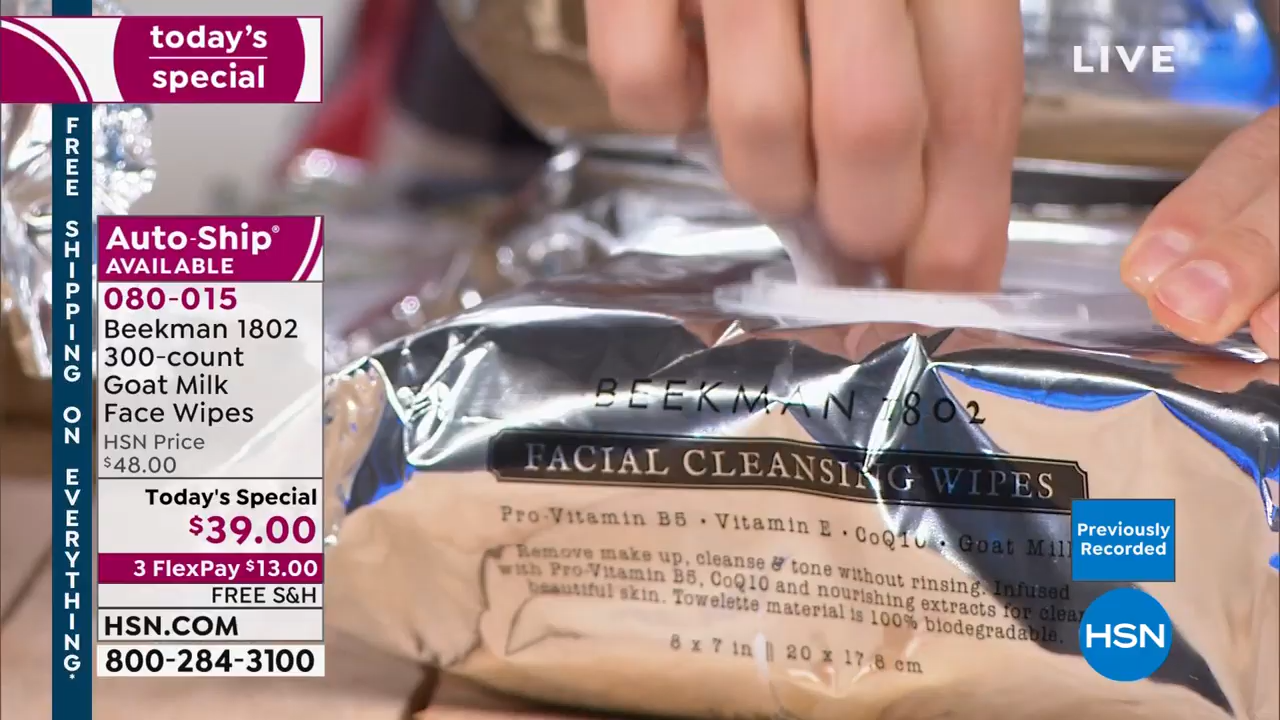 today's
special
LIVE
FREE SHIPPING ON EVERYTHING.*
Auto-Ship®
AVAILABLE
080-015
Beekman 1802
300-count
Goat Milk
Face Wipes
HSN Price
$48.00
Today's Special
$39.00
3 FlexPay $13.00
FREE S&H
HSN.COM
800-284-3100
BEEKMAN 1802
FACIAL CLEANSING WIPES
Pro-Vitamin B5 · Vitamin E · CoQ10 · Goat Mil
Remove make up, cleanse & tone without rinsing. Infused
with Pro-Vitamin B5, CoQ10 and nourishing extracts for clea
beautiful skin. Towelette material is 100% biodegradable.
8 x 7 in || 20 x 17,8 cm
Previously
Recorded
HSN